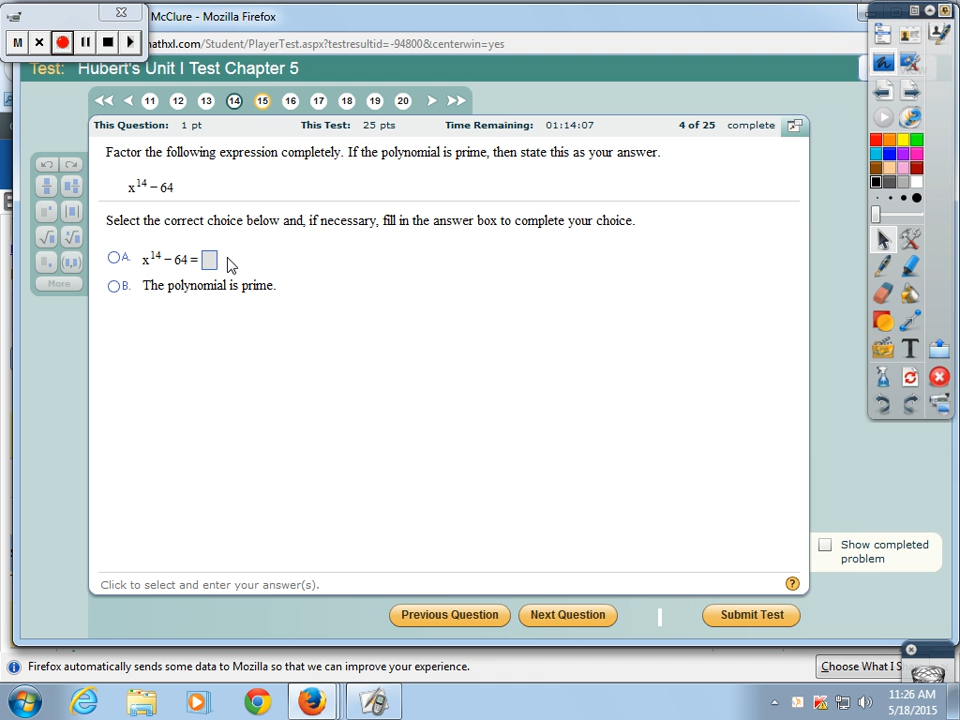 McClure - Mozilla Firefox
M
athxl.com/Student/PlayerTest.aspx?testresultid=-94800&centerwin=yes
Test: Hubert's Unit I Test Chapter 5
11 12 13 14 15 16 17 18 19 20
This Question: 1 pt This Test: 25 pts Time Remaining: 01:14:07 4 of 25 complete
Factor the following expression completely. If the polynomial is prime, then state this as your answer.
x¹⁴ − 64
Select the correct choice below and, if necessary, fill in the answer box to complete your choice.
A. x¹⁴ − 64 =
B. The polynomial is prime.
More
Show completed
problem
Click to select and enter your answer(s).
?
Previous Question Next Question Submit Test
Firefox automatically sends some data to Mozilla so that we can improve your experience.
Choose What I S
11:26 AM
5/18/2015